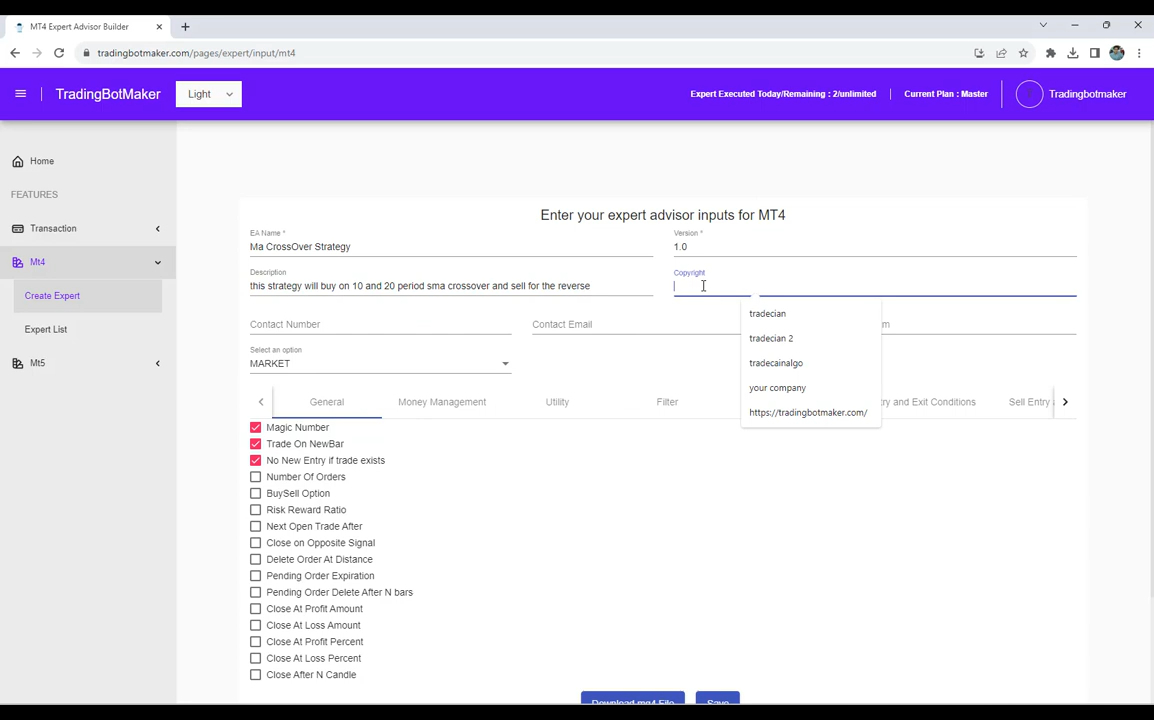 MT4 Expert Advisor Builder
tradingbotmaker.com/pages/expert/input/mt4
TradingBotMaker
Light
Expert Executed Today/Remaining : 2/unlimited
Current Plan : Master
Tradingbotmaker
Home
FEATURES
Transaction
Mt4
Create Expert
Expert List
Mt5
Enter your expert advisor inputs for MT4
EA Name *
Version *
Ma CrossOver Strategy
1.0
Description
Copyright
this strategy will buy on 10 and 20 period sma crossover and sell for the reverse
tradecian
tradecian 2
tradecainalgo
your company
https://tradingbotmaker.com/
Contact Number
Contact Email
Select an option
MARKET
General
Money Management
Utility
Filter
ry and Exit Conditions
Sell Entry
Magic Number
Trade On NewBar
No New Entry if trade exists
Number Of Orders
BuySell Option
Risk Reward Ratio
Next Open Trade After
Close on Opposite Signal
Delete Order At Distance
Pending Order Expiration
Pending Order Delete After N bars
Close At Profit Amount
Close At Loss Amount
Close At Profit Percent
Close At Loss Percent
Close After N Candle
Download mq4 File
Save